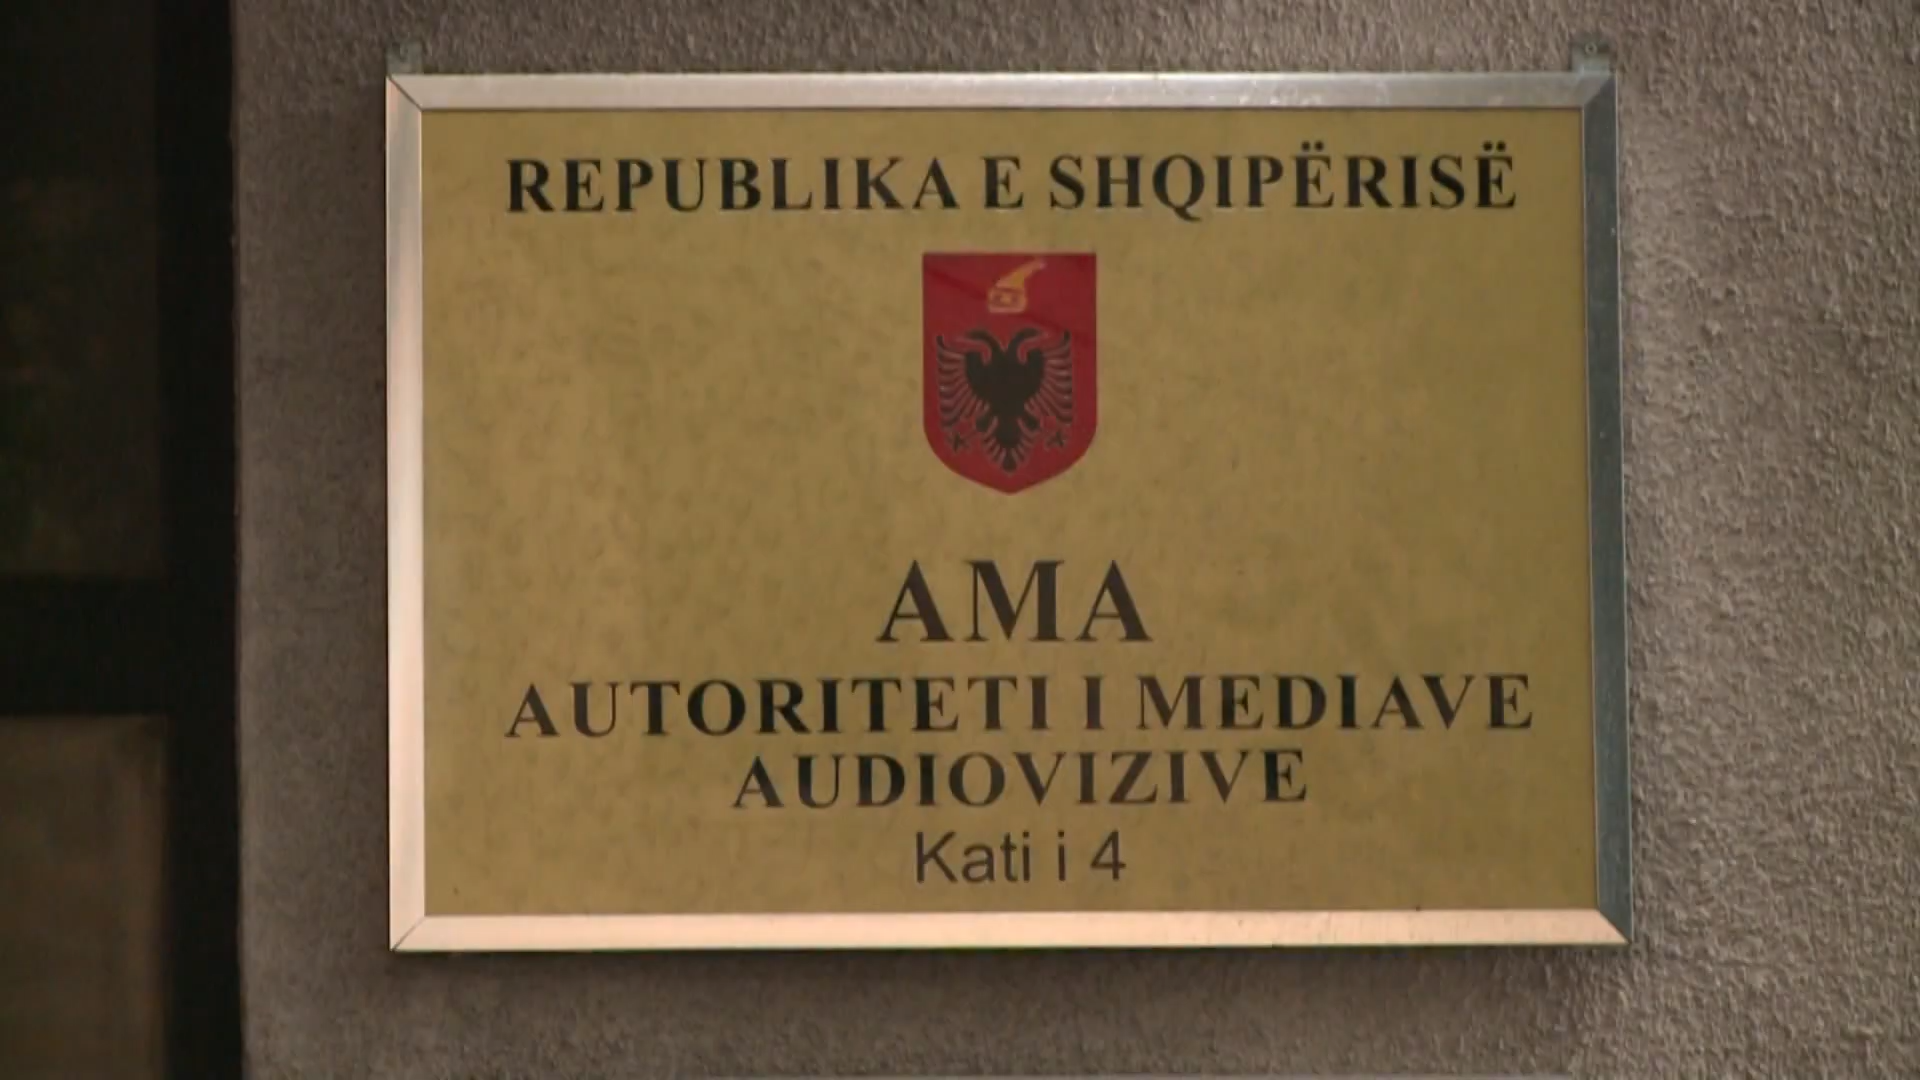 REPUBLIKA E SHQIPËRISË
AMA
AUTORITETI I MEDIAVE
AUDIOVIZIVE
Kati i 4